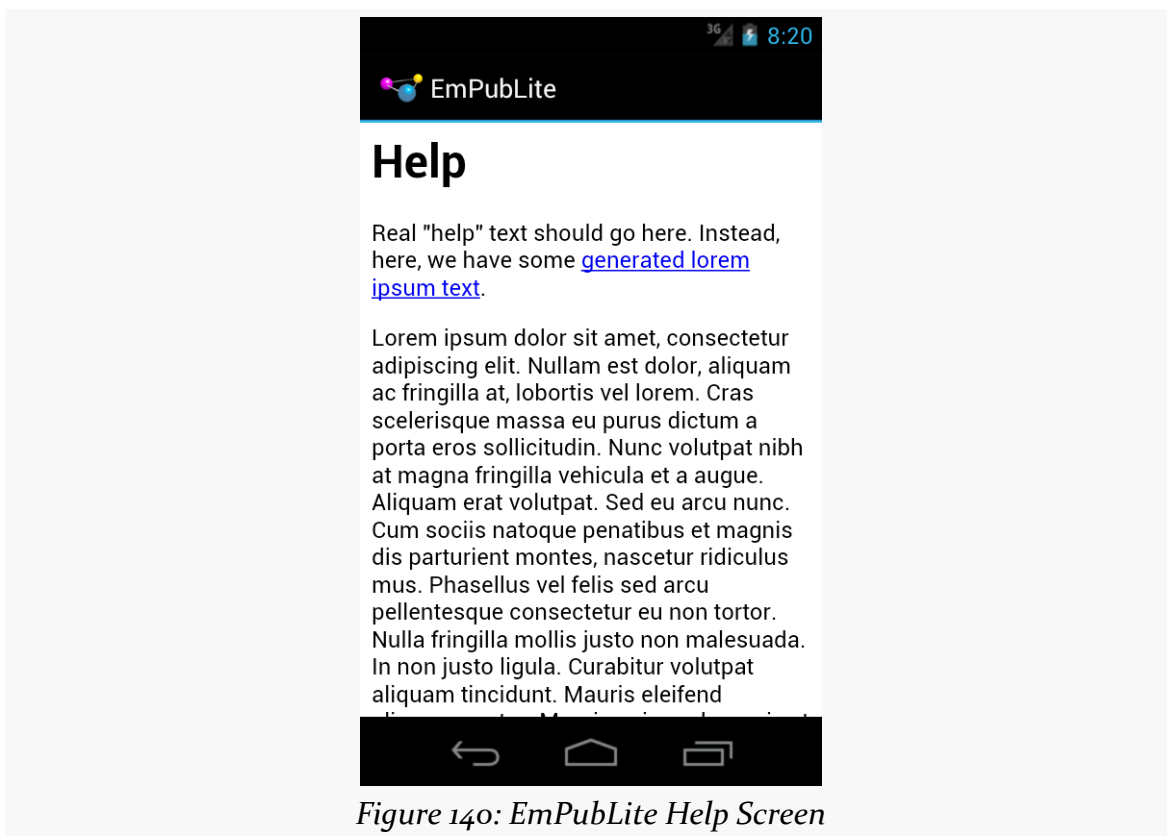 3G 8:20
EmPubLite
Help
Real "help" text should go here. Instead,
here, we have some generated lorem
ipsum text.
Lorem ipsum dolor sit amet, consectetur
adipiscing elit. Nullam est dolor, aliquam
ac fringilla at, lobortis vel lorem. Cras
scelerisque massa eu purus dictum a
porta eros sollicitudin. Nunc volutpat nibh
at magna fringilla vehicula et a augue.
Aliquam erat volutpat. Sed eu arcu nunc.
Cum sociis natoque penatibus et magnis
dis parturient montes, nascetur ridiculus
mus. Phasellus vel felis sed arcu
pellentesque consectetur eu non tortor.
Nulla fringilla mollis justo non malesuada.
In non justo ligula. Curabitur volutpat
aliquam tincidunt. Mauris eleifend
Figure 140: EmPubLite Help Screen